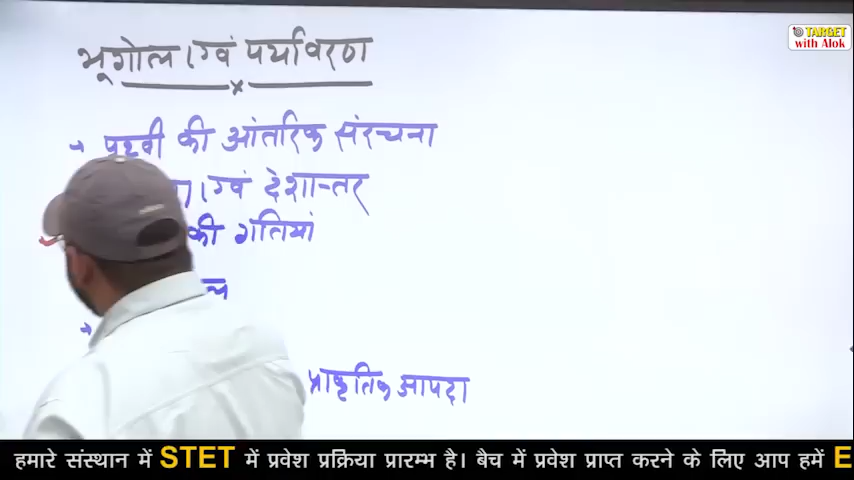 भूगोल एवं पर्यावरण
TARGET
with Alok
→ पृथ्वी की आंतरिक संरचना
एवं देशान्तर
की गतियां
प्राकृतिक आपदा
हमारे संस्थान में STET में प्रवेश प्रक्रिया प्रारम्भ है। बैच में प्रवेश प्राप्त करने के लिए आप हमें E